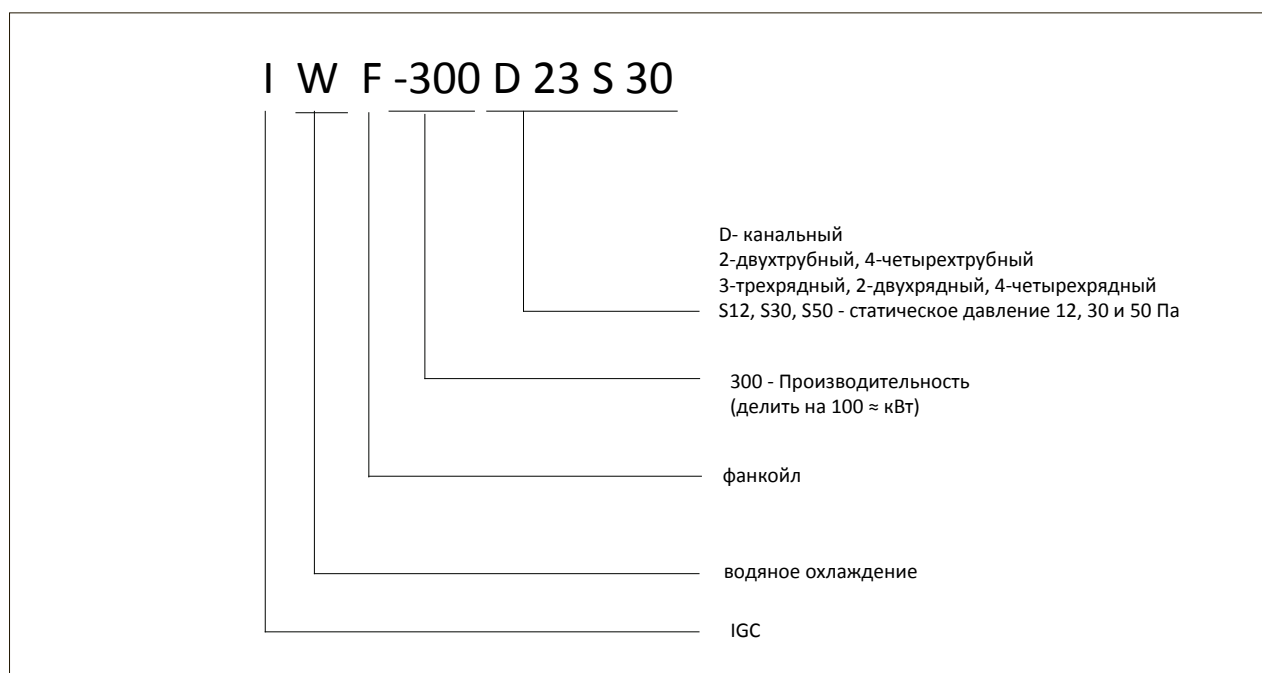 I W F -300 D 23 S 30
D- канальный
2-двухтрубный, 4-четырехтрубный
3-трехрядный, 2-двухрядный, 4-четырехрядный
S12, S30, S50 - статическое давление 12, 30 и 50 Па
300 - Производительность
(делить на 100 ≈ кВт)
фанкойл
водяное охлаждение
IGC